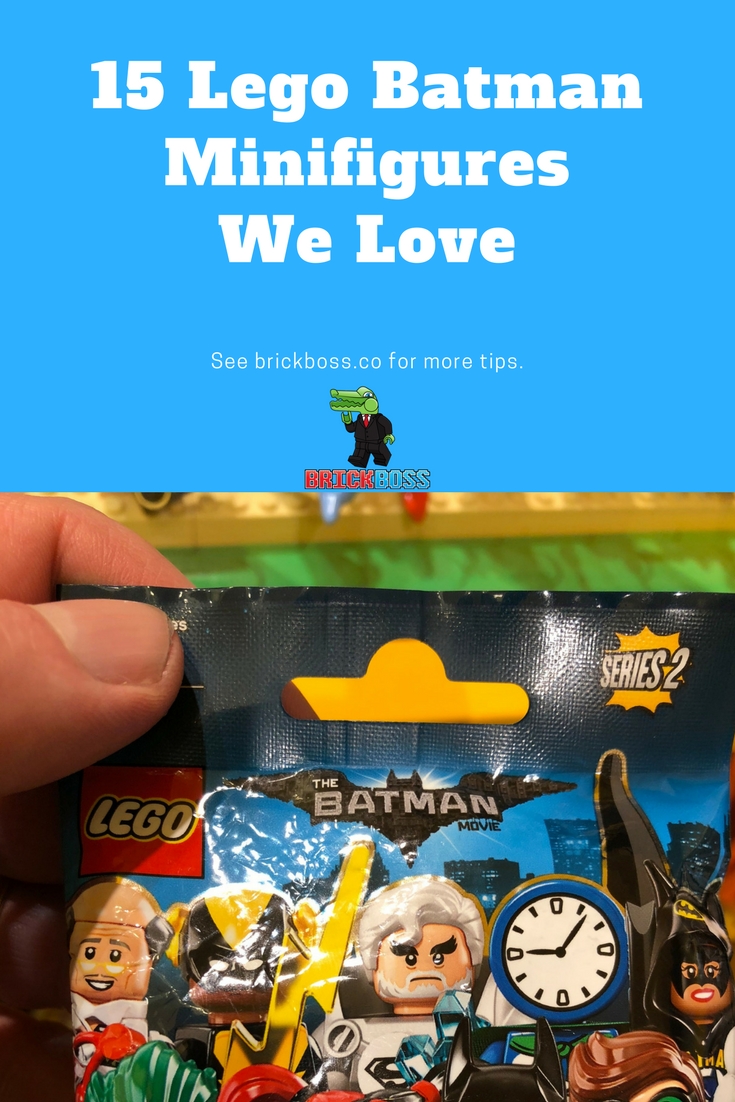 15 Lego Batman
Minifigures
We Love
See brickboss.co for more tips.
BRICKBOSS
SERIES 2
LEGO
THE
BATMAN
MOVIE